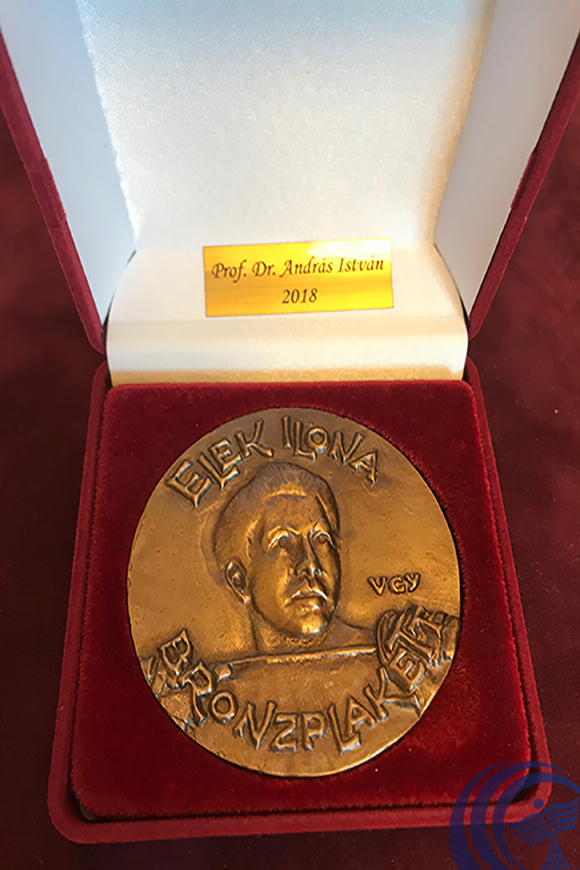 Prof. Dr. András István
2018
ELEK ILONA
VGY
BRONZPLAKETT